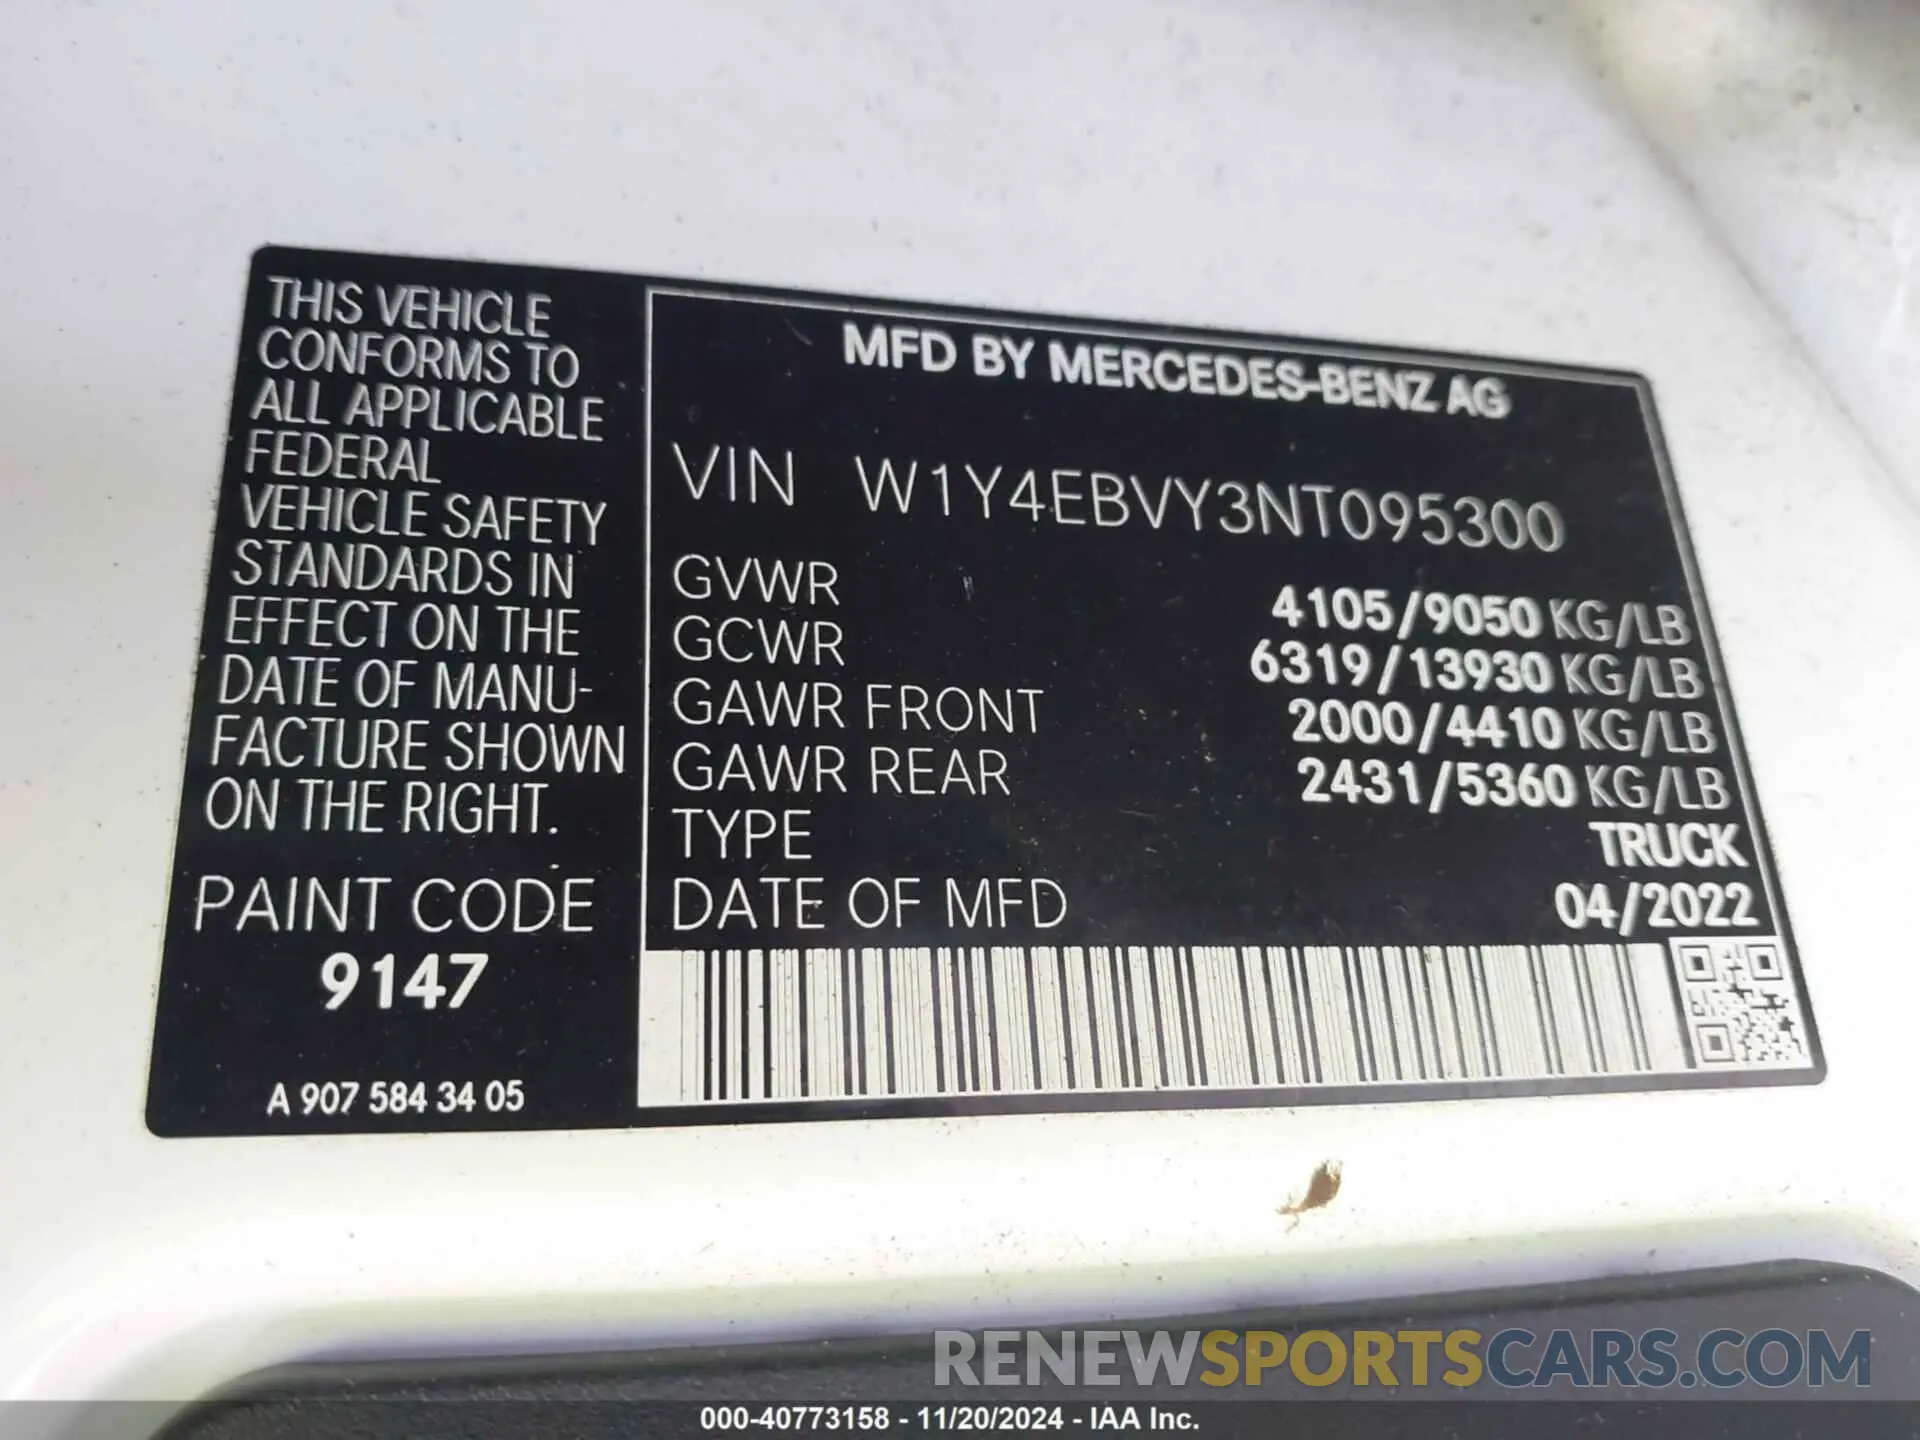 THIS VEHICLE
CONFORMS TO
ALL APPLICABLE
FEDERAL
VEHICLE SAFETY
STANDARDS IN
EFFECT ON THE
DATE OF MANU-
FACTURE SHOWN
ON THE RIGHT.
PAINT CODE
9147
A 907 584 34 05
MFD BY MERCEDES-BENZ AG
VIN W1Y4EBVY3NT095300
GVWR 4105/9050 KG/LB
GCWR 6319/13930 KG/LB
GAWR FRONT 2000/4410 KG/LB
GAWR REAR 2431/5360 KG/LB
TYPE TRUCK
DATE OF MFD 04/2022
RENEWSPORTSCARS.COM
000-40773158 - 11/20/2024 - IAA Inc.